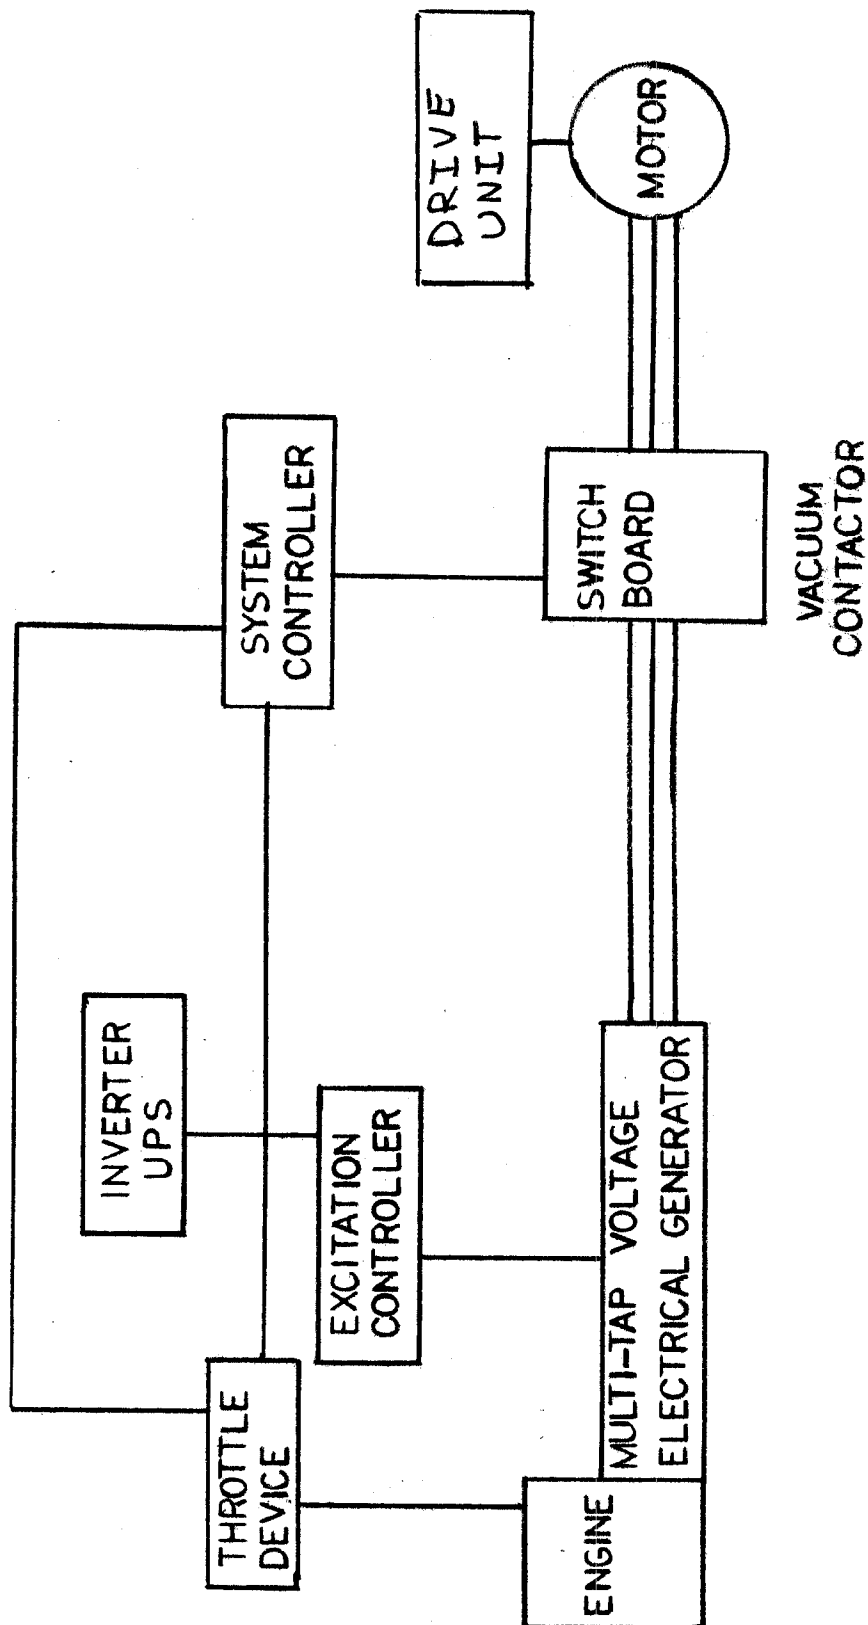 INVERTER
UPS
THROTTLE
DEVICE
SYSTEM
CONTROLLER
EXCITATION
CONTROLLER
DRIVE
UNIT
ENGINE
MULTI-TAP VOLTAGE
ELECTRICAL GENERATOR
SWITCH
BOARD
MOTOR
VACUUM
CONTACTOR